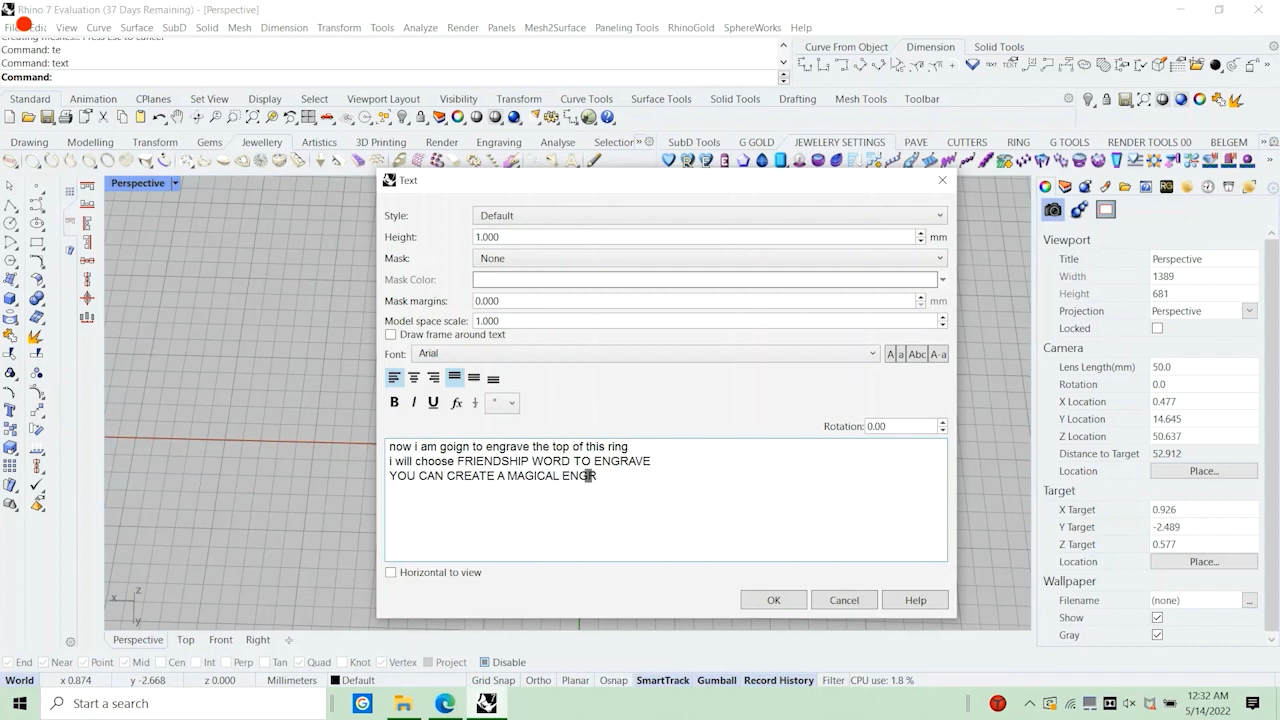 Rhino 7 Evaluation (37 Days Remaining) - [Perspective]
File Edit View Curve Surface SubD Solid Mesh Dimension Transform Tools Analyze Render Panels Mesh2Surface Paneling Tools RhinoGold SphereWorks Help
Creating meshes... Press Esc to cancel
Command: te
Command: text
Command:
Curve From Object Dimension Solid Tools
Standard Animation CPlanes Set View Display Select Viewport Layout Visibility Transform Curve Tools Surface Tools Solid Tools Drafting Mesh Tools Toolbar
Drawing Modelling Transform Gems Jewellery Artistics 3D Printing Render Engraving Analyse Selection
SubD Tools G GOLD JEWELERY SETTINGS PAVE CUTTERS RING G TOOLS RENDER TOOLS 00 BELGEM
Perspective
Text
Style: Default
Height: 1.000 mm
Mask: None
Mask Color:
Mask margins: 0.000 mm
Model space scale: 1.000
Draw frame around text
Font: Arial
A a Abc A-a
B I U fx
Rotation: 0.00
now i am goign to engrave the top of this ring
i will choose FRIENDSHIP WORD TO ENGRAVE
YOU CAN CREATE A MAGICAL ENGR
Horizontal to view
OK Cancel Help
Viewport
Title Perspective
Width 1389
Height 681
Projection Perspective
Locked
Camera
Lens Length(mm) 50.0
Rotation 0.0
X Location 0.477
Y Location 14.645
Z Location 50.637
Distance to Target 52.912
Location Place...
Target
X Target 0.926
Y Target -2.489
Z Target 0.577
Location Place...
Wallpaper
Filename (none) ...
Show
Gray
z
x
y
Perspective Top Front Right
End Near Point Mid Cen Int Perp Tan Quad Knot Vertex Project Disable
World x 0.874 y -2.668 z 0.000 Millimeters Default Grid Snap Ortho Planar Osnap SmartTrack Gumball Record History Filter CPU use: 1.8 %
Start a search
12:32 AM
5/14/2022